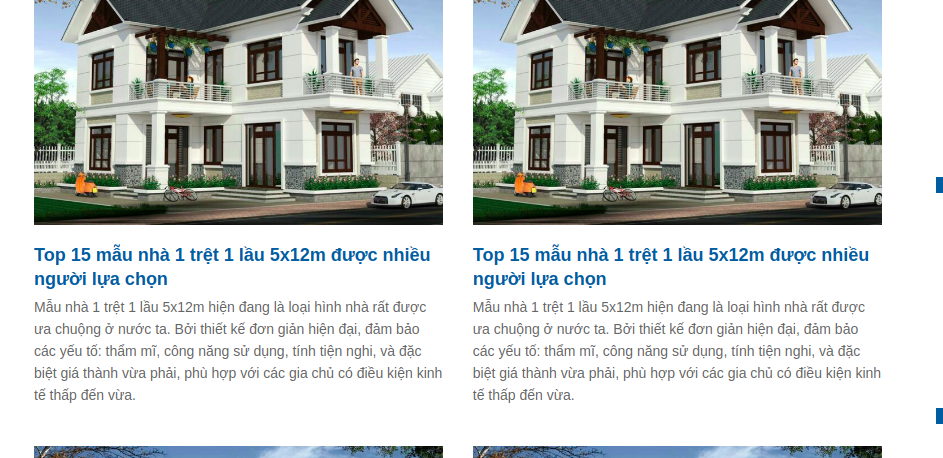 Top 15 mẫu nhà 1 trệt 1 lầu 5x12m được nhiều
người lựa chọn
Mẫu nhà 1 trệt 1 lầu 5x12m hiện đang là loại hình nhà rất được
ưa chuộng ở nước ta. Bởi thiết kế đơn giản hiện đại, đảm bảo
các yếu tố: thẩm mĩ, công năng sử dụng, tính tiện nghi, và đặc
biệt giá thành vừa phải, phù hợp với các gia chủ có điều kiện kinh
tế thấp đến vừa.
Top 15 mẫu nhà 1 trệt 1 lầu 5x12m được nhiều
người lựa chọn
Mẫu nhà 1 trệt 1 lầu 5x12m hiện đang là loại hình nhà rất được
ưa chuộng ở nước ta. Bởi thiết kế đơn giản hiện đại, đảm bảo
các yếu tố: thẩm mĩ, công năng sử dụng, tính tiện nghi, và đặc
biệt giá thành vừa phải, phù hợp với các gia chủ có điều kiện kinh
tế thấp đến vừa.